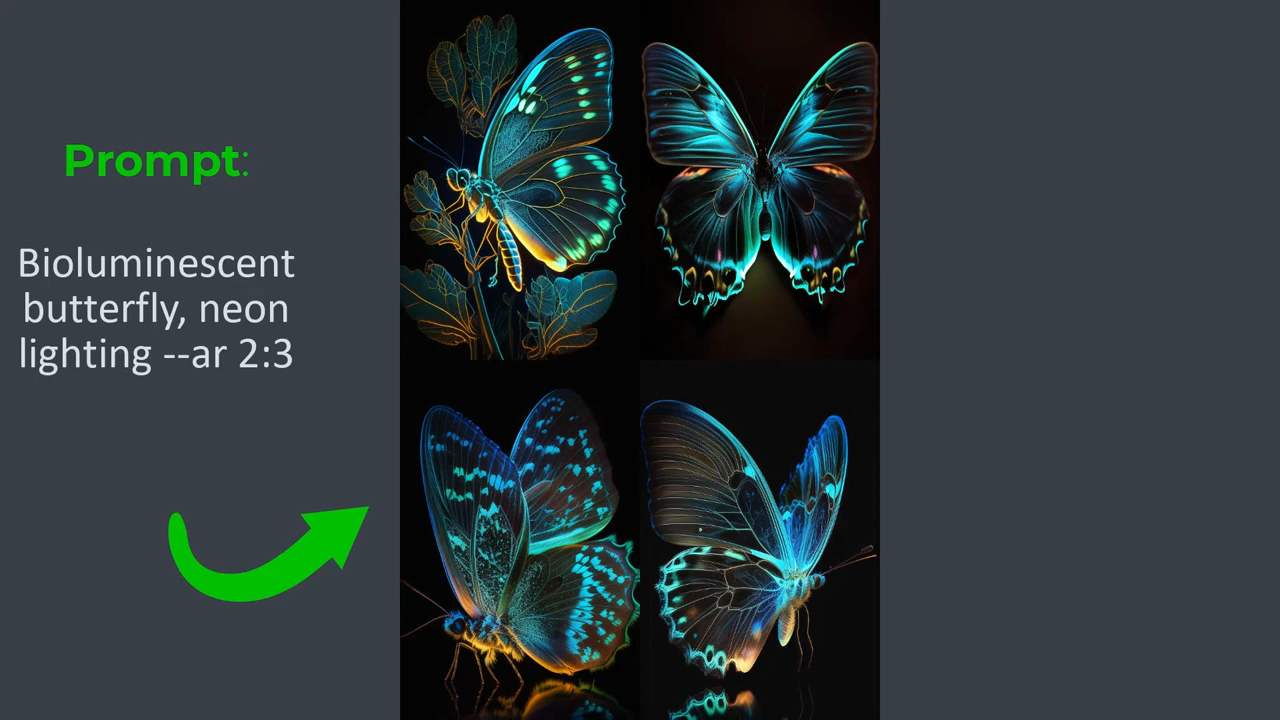 Prompt:
Bioluminescent
butterfly, neon
lighting --ar 2:3